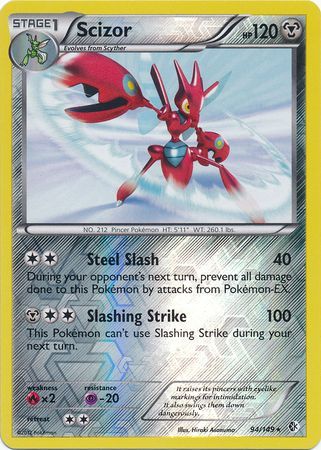 STAGE1
Scizor
HP120
Evolves from Scyther
NO. 212 Pincer Pokémon HT: 5'11" WT: 260.1 lbs.
Steel Slash 40
During your opponent's next turn, prevent all damage
done to this Pokémon by attacks from Pokémon-EX.
Slashing Strike 100
This Pokémon can't use Slashing Strike during your
next turn.
weakness resistance
×2 -20
retreat
It raises its pincers with eyelike
markings for intimidation.
It also swings them down
dangerously.
Illus. Hiroki Asanuma
94/149★
©2012 Pokémon